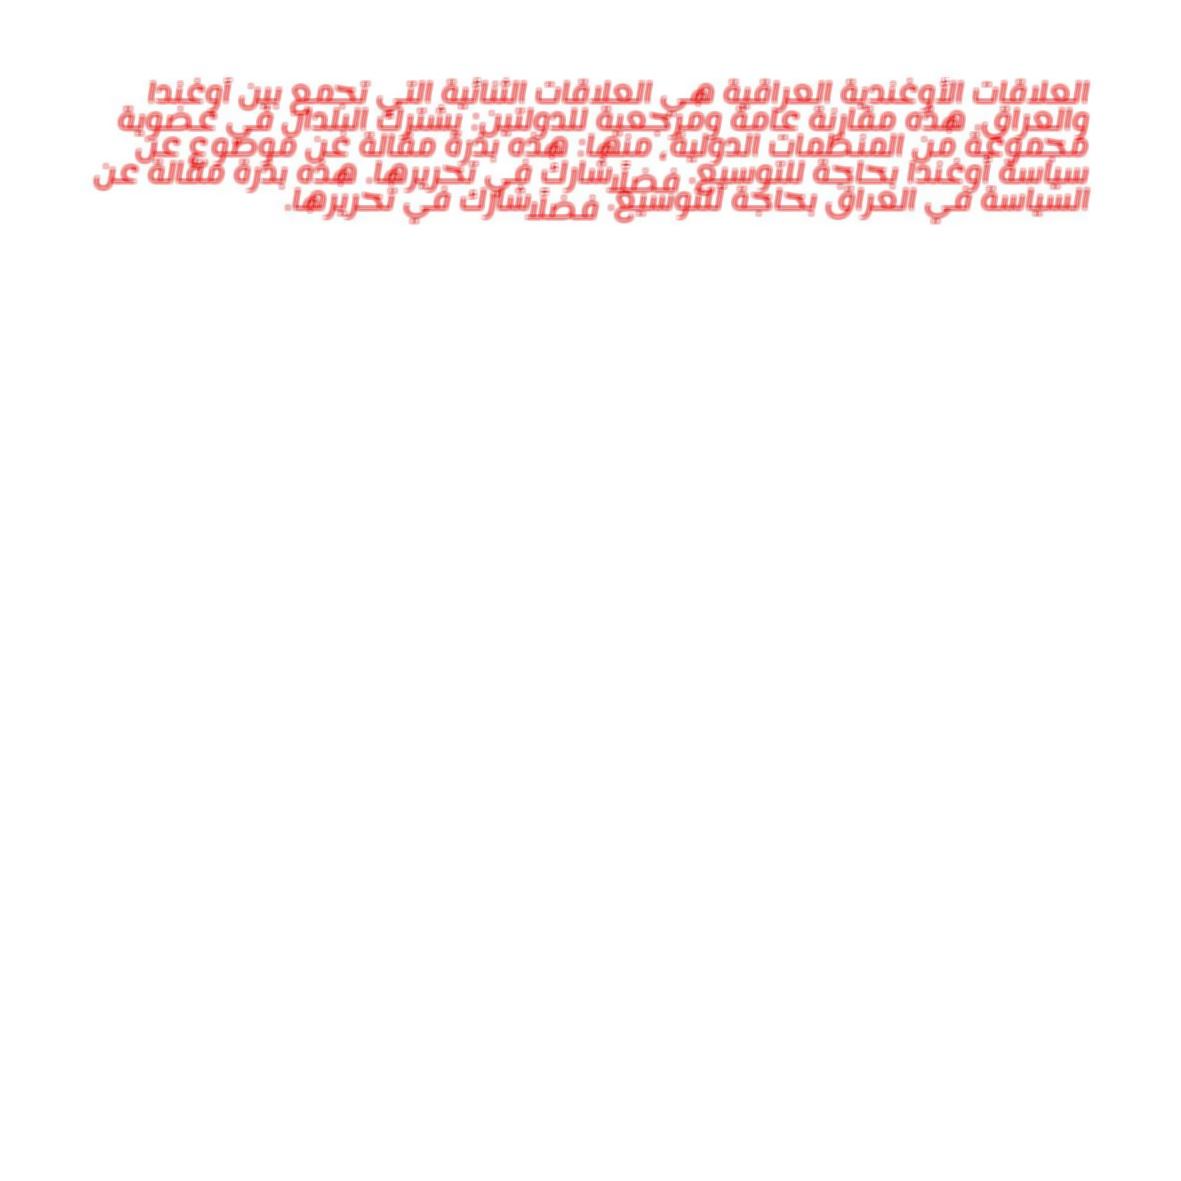 العلاقات الأوغندية العراقية هي العلاقات الثنائية التي تجمع بين أوغندا
والعراق. هذه مقارنة عامة ومرجعية للدولتين: يشترك البلدان في عضوية
مجموعة من المنظمات الدولية، منها: هذه بذرة مقالة عن موضوع عن
سياسة أوغندا بحاجة للتوسيع. فضلًا شارك في تحريرها. هذه بذرة مقالة عن
السياسة في العراق بحاجة للتوسيع. فضلًا شارك في تحريرها.